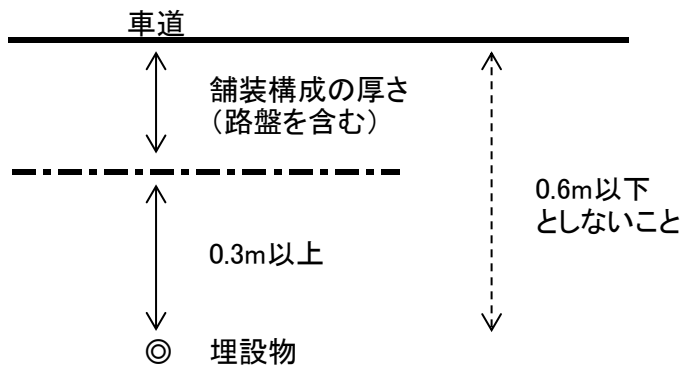 車道
舗装構成の厚さ
(路盤を含む)
0.6m以下
としないこと
0.3m以上
◎ 埋設物